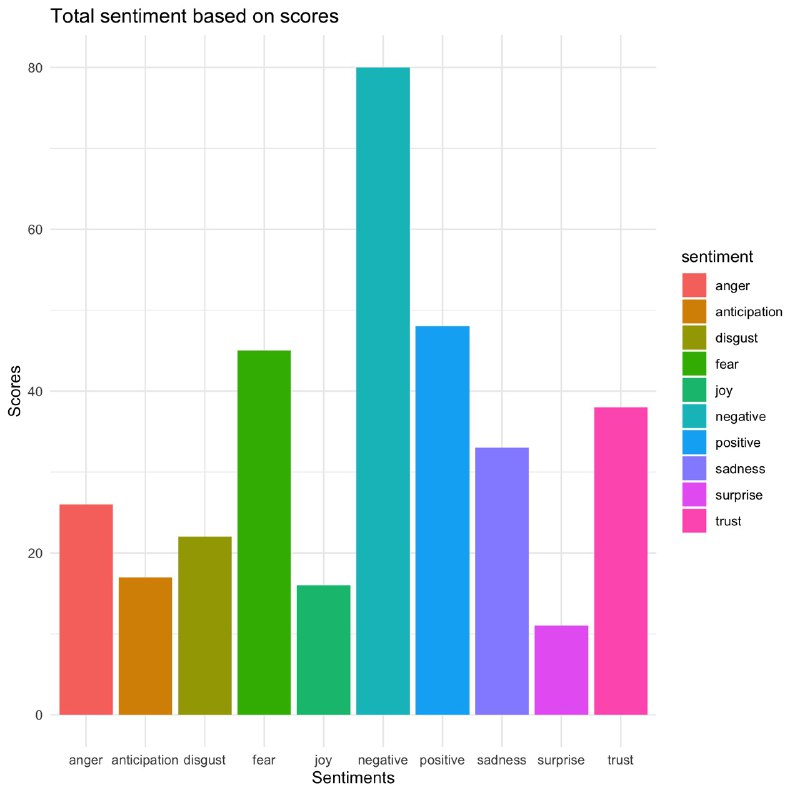 Total sentiment based on scores
80
60
40
20
0
Scores
anger anticipation disgust fear joy negative positive sadness surprise trust
Sentiments
sentiment
anger
anticipation
disgust
fear
joy
negative
positive
sadness
surprise
trust